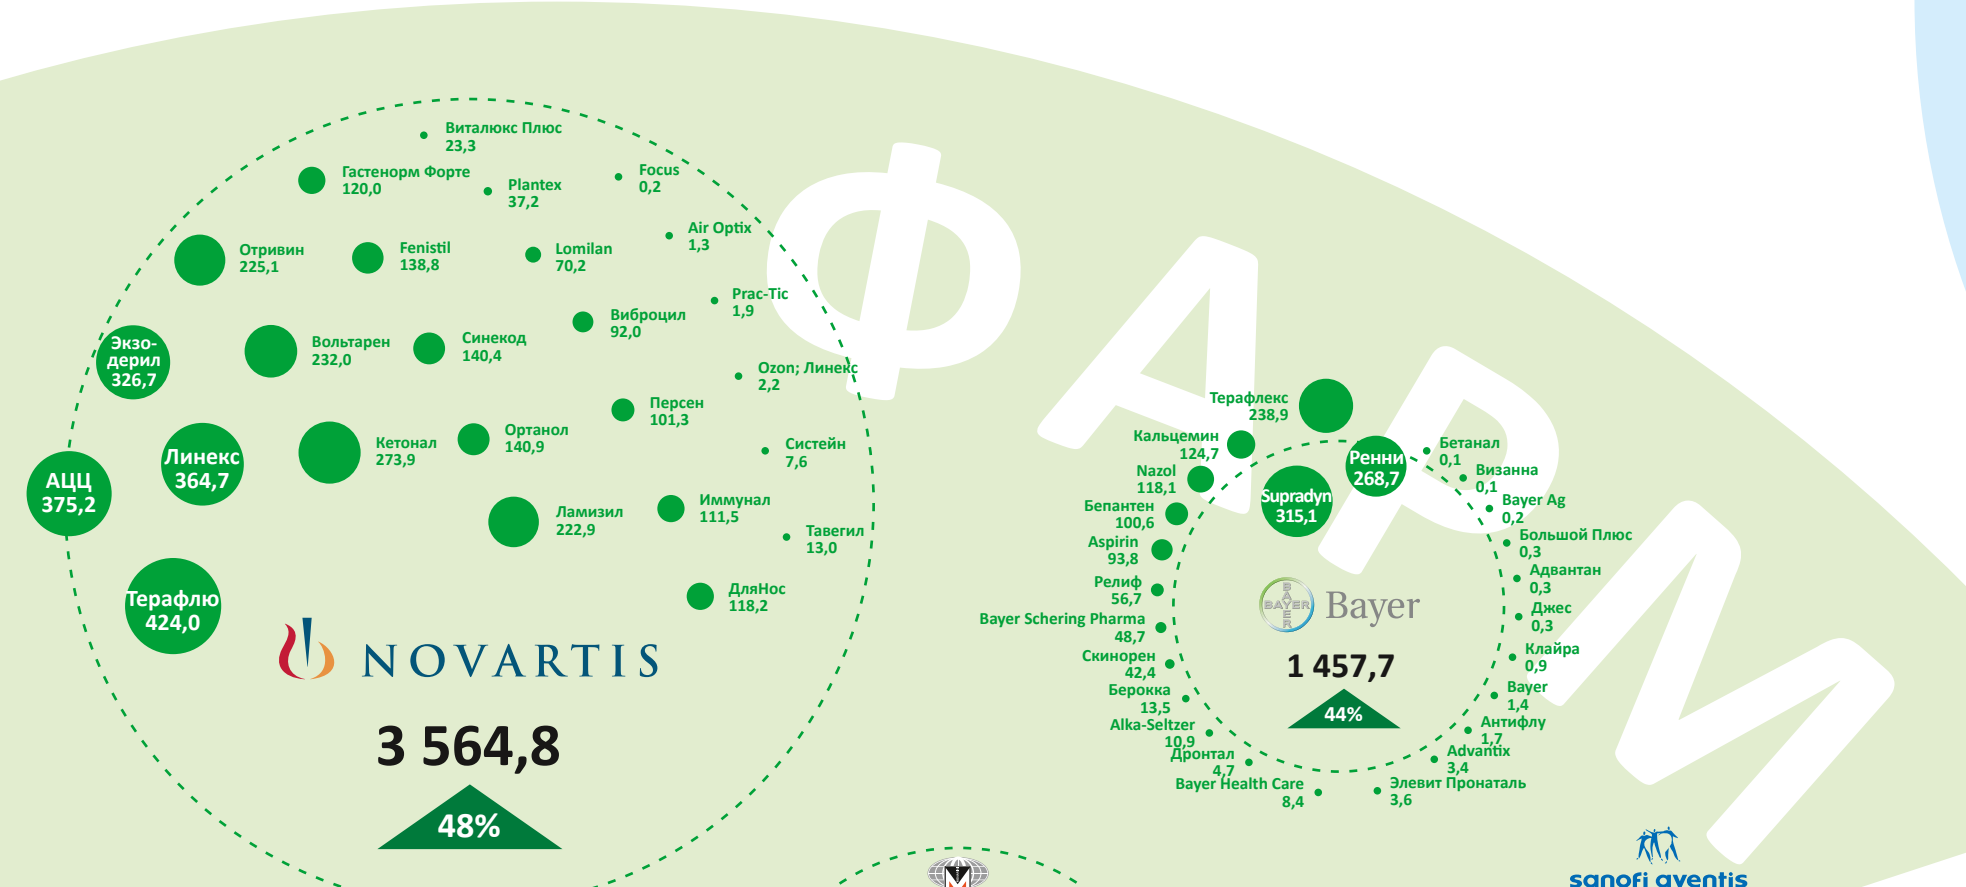 Виталюкс Плюс
23,3
Гастенорм Форте
120,0
Plantex
37,2
Focus
0,2
Air Optix
1,3
Отривин
225,1
Fenistil
138,8
Lomilan
70,2
Prac-Tic
1,9
Виброцил
92,0
Экзо-
дерил
326,7
Вольтарен
232,0
Синекод
140,4
Ozon; Линекс
2,2
Персен
101,3
Линекс
364,7
Кетонал
273,9
Ортанол
140,9
Систейн
7,6
АЦЦ
375,2
Ламизил
222,9
Иммунал
111,5
Тавегил
13,0
Терафлю
424,0
ДляНос
118,2
NOVARTIS
3 564,8
48%
ФАРМ
Терафлекс
238,9
Кальцемин
124,7
Nazol
118,1
Бепантен
100,6
Aspirin
93,8
Релиф
56,7
Bayer Schering Pharma
48,7
Скинорен
42,4
Берокка
13,5
Alka-Seltzer
10,9
Дронтал
4,7
Bayer Health Care
8,4
Supradyn
315,1
Ренни
268,7
Бетанал
0,1
Визанна
0,1
Bayer Ag
0,2
Большой Плюс
0,3
Адвантан
0,3
Джес
0,3
Клайра
0,9
Bayer
1,4
Антифлу
1,7
Advantix
3,4
Элевит Пронаталь
3,6
BAYER
BAYER
Bayer
1 457,7
44%
sanofi aventis